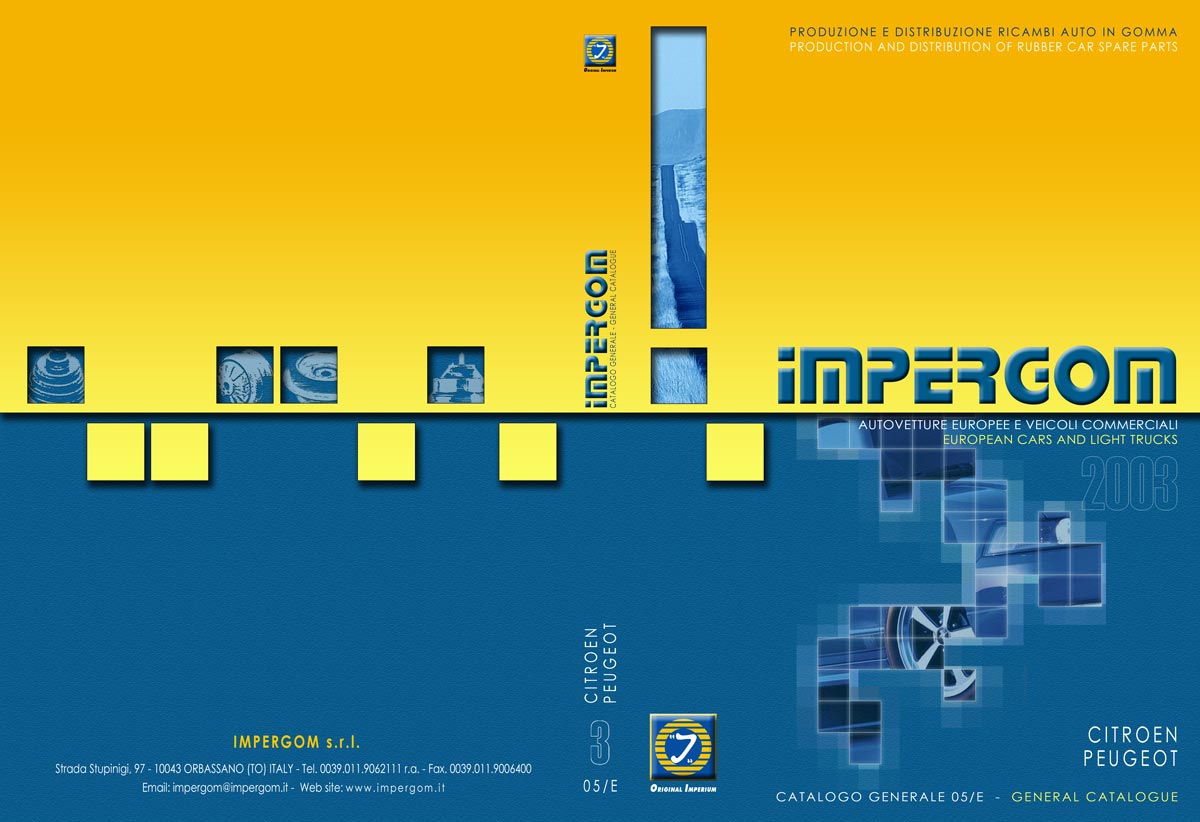 IMPERGOM s.r.l.
Strada Stupinigi, 97 - 10043 ORBASSANO (TO) ITALY - Tel. 0039.011.9062111 r.a. - Fax. 0039.011.9006400
Email: impergom@impergom.it - Web site: www.impergom.it
ORIGINAL IMPERIUM
iMPERGOM
CATALOGO GENERALE - GENERAL CATALOGUE
CITROEN
PEUGEOT
3
05/E
PRODUZIONE E DISTRIBUZIONE RICAMBI AUTO IN GOMMA
PRODUCTION AND DISTRIBUTION OF RUBBER CAR SPARE PARTS
iMPERGOM
AUTOVETTURE EUROPEE E VEICOLI COMMERCIALI
EUROPEAN CARS AND LIGHT TRUCKS
2003
ORIGINAL IMPERIUM
CITROEN
PEUGEOT
CATALOGO GENERALE 05/E - GENERAL CATALOGUE